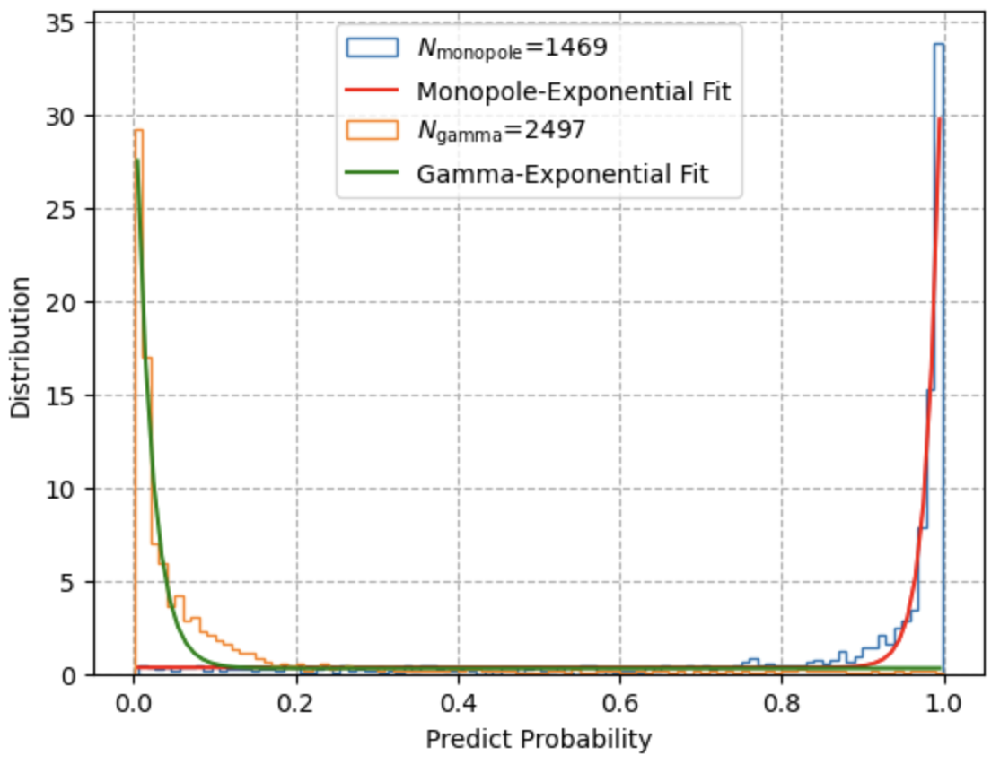 35
30
25
20
15
10
5
0
Distribution
N_monopole=1469
Monopole-Exponential Fit
N_gamma=2497
Gamma-Exponential Fit
0.0 0.2 0.4 0.6 0.8 1.0
Predict Probability